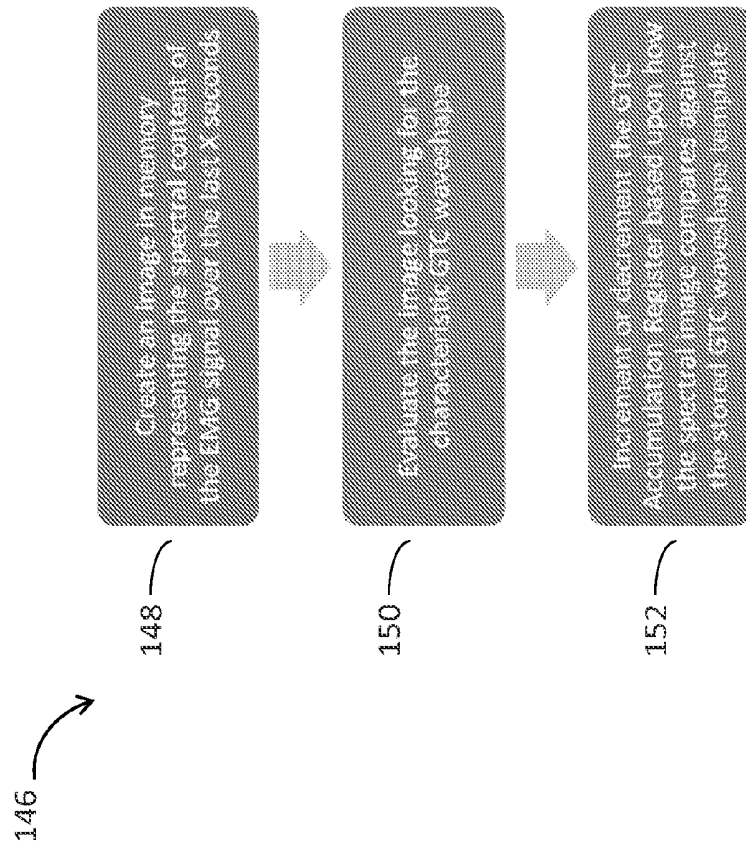 146
148
Create an image in memory
representing the spectral content of
the EMG signal over the last X seconds
150
Evaluate the image looking for the
characteristic GTC waveshape
152
Increment or decrement the GTC
Accumulation Register based upon how
the spectral image compares against
the stored GTC waveshape template